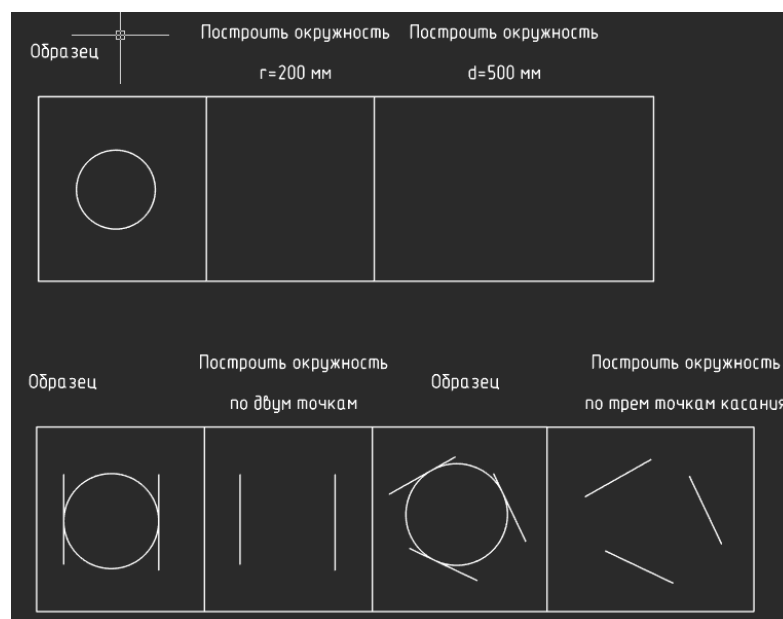 Образец
Построить окружность
r=200 мм
Построить окружность
d=500 мм
Образец
Построить окружность
по двум точкам
Образец
Построить окружность
по трем точкам касания